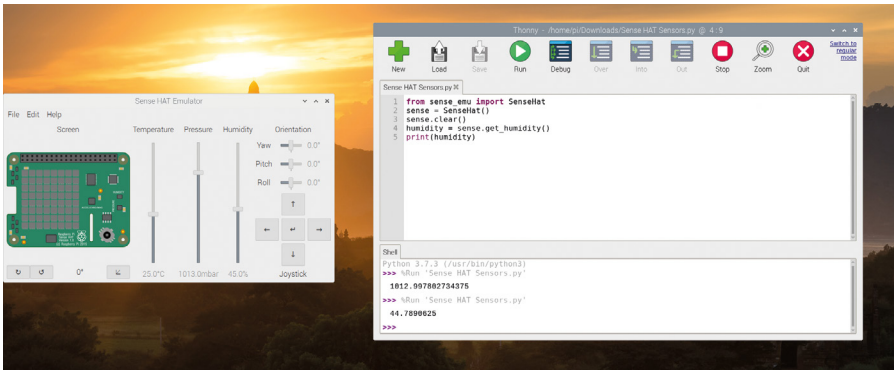 Sense HAT Emulator
File Edit Help
Screen Temperature Pressure Humidity Orientation
Yaw 0.0°
Pitch 0.0°
Roll 0.0°
0° 25.0°C 1013.0mbar 45.0% Joystick
Thonny - /home/pi/Downloads/Sense HAT Sensors.py @ 4:9
New Load Save Run Debug Over Into Out Stop Zoom Quit
Switch to
regular
mode
Sense HAT Sensors.py
1 from sense_emu import SenseHat
2 sense = SenseHat()
3 sense.clear()
4 humidity = sense.get_humidity()
5 print(humidity)
Shell
Python 3.7.3 (/usr/bin/python3)
>>> %Run 'Sense HAT Sensors.py'
1012.997802734375
>>> %Run 'Sense HAT Sensors.py'
44.7890625
>>>